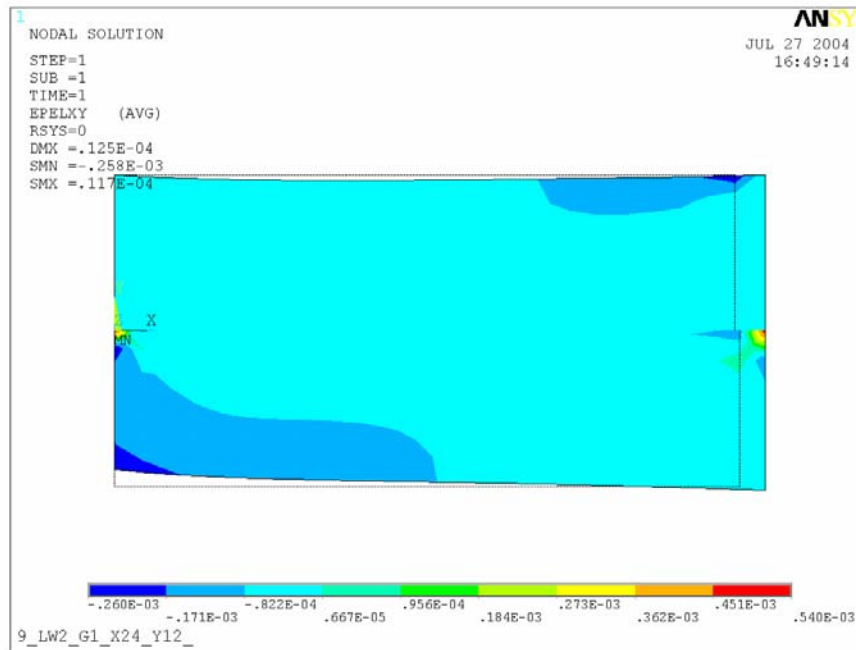 1
NODAL SOLUTION
STEP=1
SUB =1
TIME=1
EPELXY (AVG)
RSYS=0
DMX =.125E-04
SMN =-.258E-03
SMX =.117E-04
ANSY
JUL 27 2004
16:49:14
X
MN
-.260E-03 -.171E-03 -.822E-04 .667E-05 .956E-04 .184E-03 .273E-03 .362E-03 .451E-03 .540E-03
9_LW2_G1_X24_Y12_